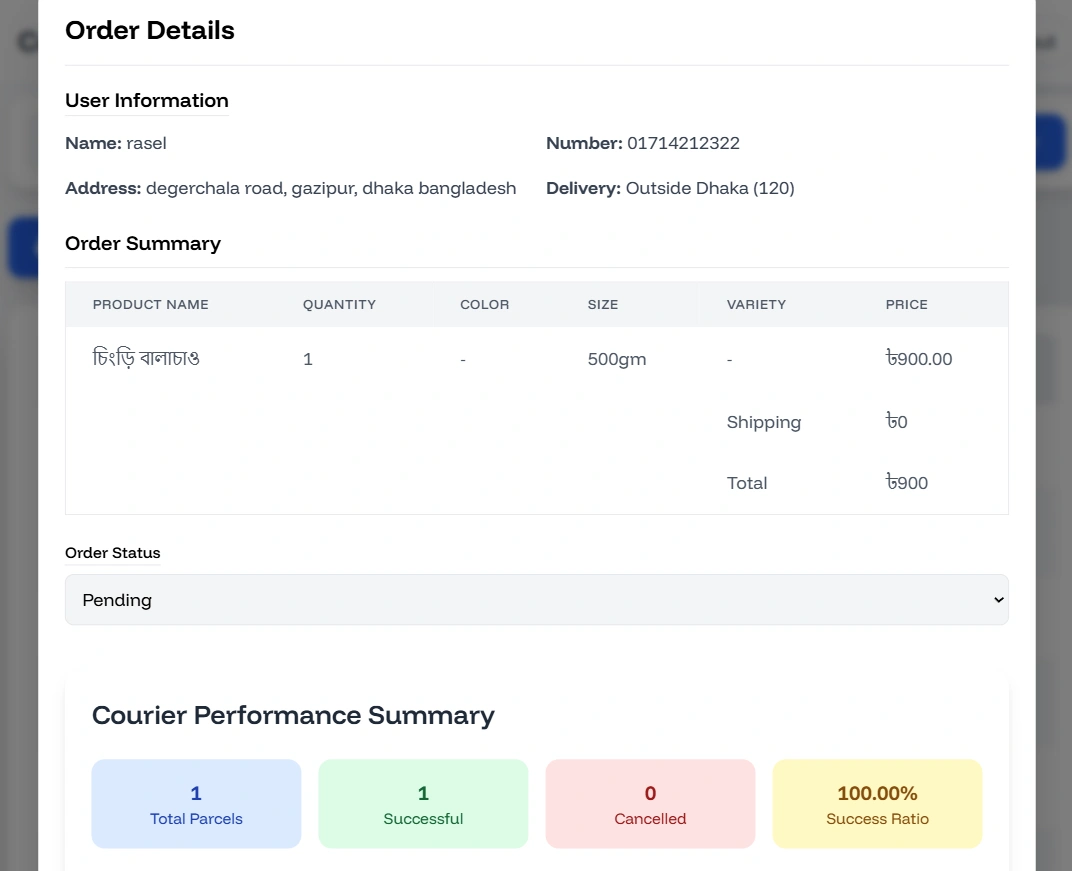 Order Details
User Information
Name: rasel
Number: 01714212322
Address: degerchala road, gazipur, dhaka bangladesh
Delivery: Outside Dhaka (120)
Order Summary
PRODUCT NAME QUANTITY COLOR SIZE VARIETY PRICE
চিংড়ি বালাচাও 1 - 500gm - ৳900.00
Shipping ৳0
Total ৳900
Order Status
Pending
Courier Performance Summary
1
Total Parcels
1
Successful
0
Cancelled
100.00%
Success Ratio